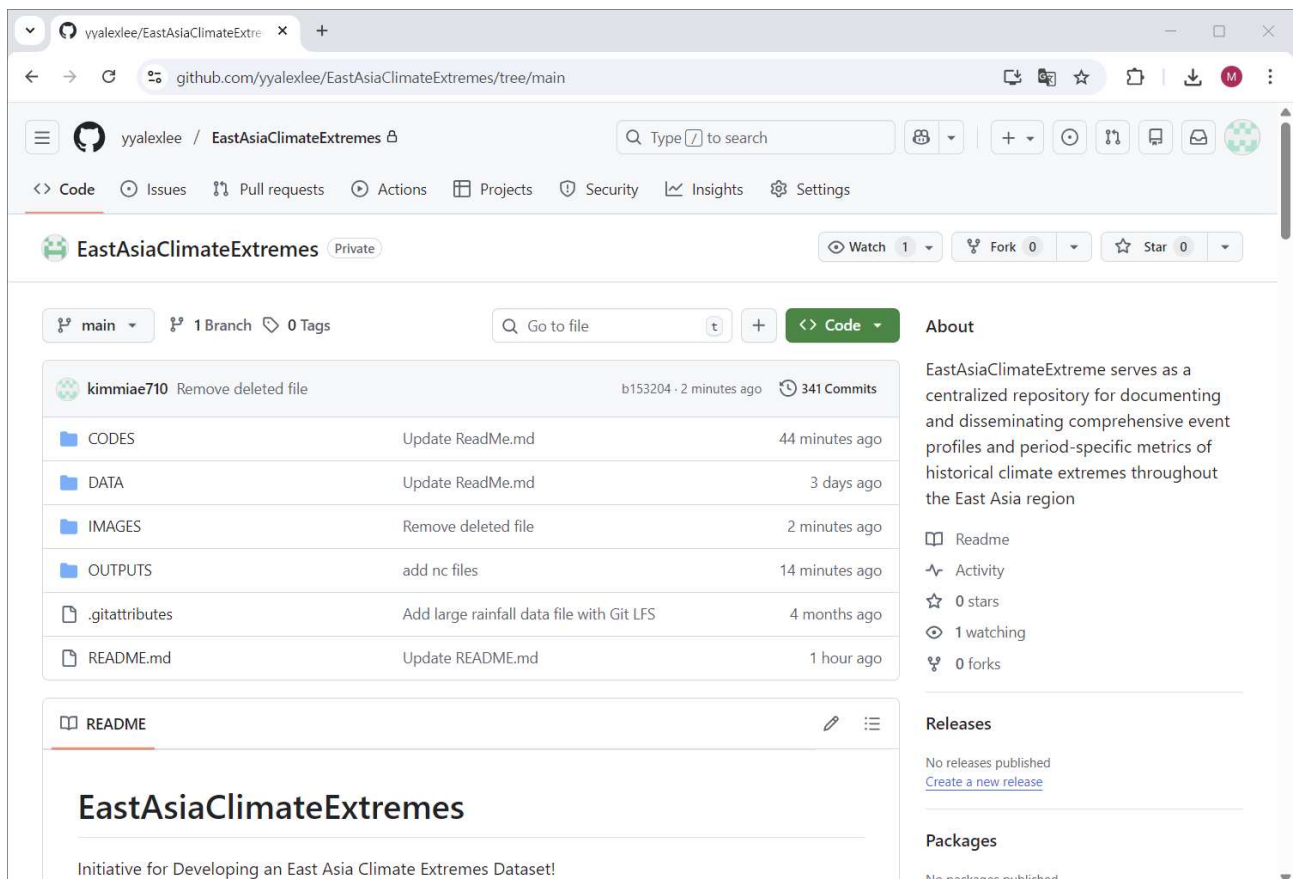 yyalexlee/EastAsiaClimateExtre
github.com/yyalexlee/EastAsiaClimateExtremes/tree/main
M
yyalexlee / EastAsiaClimateExtremes
Type / to search
<> Code Issues Pull requests Actions Projects Security Insights Settings
EastAsiaClimateExtremes Private
Watch 1 Fork 0 Star 0
main 1 Branch 0 Tags
Go to file t + <> Code
kimmiae710 Remove deleted file b153204 · 2 minutes ago 341 Commits
CODES Update ReadMe.md 44 minutes ago
DATA Update ReadMe.md 3 days ago
IMAGES Remove deleted file 2 minutes ago
OUTPUTS add nc files 14 minutes ago
.gitattributes Add large rainfall data file with Git LFS 4 months ago
README.md Update README.md 1 hour ago
README
EastAsiaClimateExtremes
Initiative for Developing an East Asia Climate Extremes Dataset!
About
EastAsiaClimateExtreme serves as a
centralized repository for documenting
and disseminating comprehensive event
profiles and period-specific metrics of
historical climate extremes throughout
the East Asia region
Readme
Activity
0 stars
1 watching
0 forks
Releases
No releases published
Create a new release
Packages
No packages published